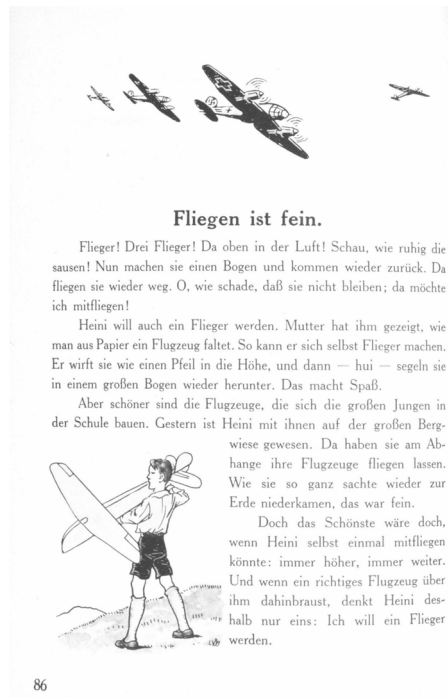 Fliegen ist fein.
Flieger! Drei Flieger! Da oben in der Luft! Schau, wie ruhig die
sausen! Nun machen sie einen Bogen und kommen wieder zurück. Da
fliegen sie wieder weg. O, wie schade, daß sie nicht bleiben; da möchte
ich mitfliegen!
Heini will auch ein Flieger werden. Mutter hat ihm gezeigt, wie
man aus Papier ein Flugzeug faltet. So kann er sich selbst Flieger machen.
Er wirft sie wie einen Pfeil in die Höhe, und dann — hui — segeln sie
in einem großen Bogen wieder herunter. Das macht Spaß.
Aber schöner sind die Flugzeuge, die sich die großen Jungen in
der Schule bauen. Gestern ist Heini mit ihnen auf der großen Berg-
wiese gewesen. Da haben sie am Ab-
hange ihre Flugzeuge fliegen lassen.
Wie sie so ganz sachte wieder zur
Erde niederkamen, das war fein.
Doch das Schönste wäre doch,
wenn Heini selbst einmal mitfliegen
könnte: immer höher, immer weiter.
Und wenn ein richtiges Flugzeug über
ihm dahinbraust, denkt Heini des-
halb nur eins: Ich will ein Flieger
werden.
86